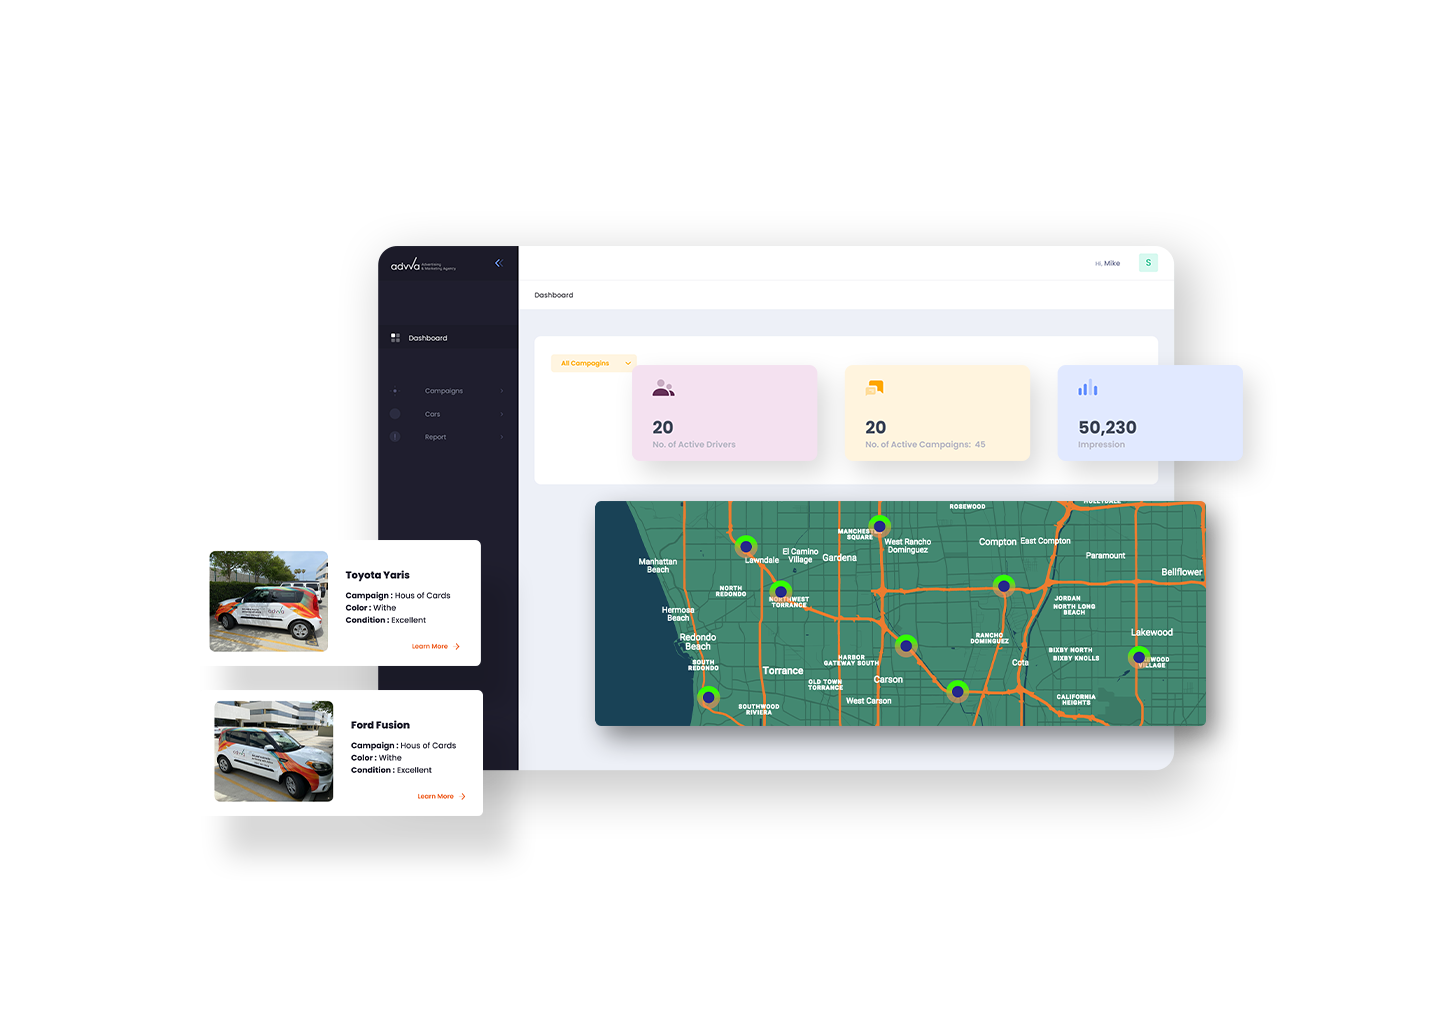 advva Advertising
& Marketing Agency
Hi, Mike
S
Dashboard
Dashboard
Campaigns
Cars
Report
All Campagins
20
No. of Active Drivers
20
No. of Active Campaigns: 45
50,230
Impression
Toyota Yaris
Campaign : Hous of Cards
Color : Withe
Condition : Excellent
Learn More
Ford Fusion
Campaign : Hous of Cards
Color : Withe
Condition : Excellent
Learn More
ROSEWOOD
MANCHEST
SQUARE
West Rancho
Dominguez
Compton
East Compton
Paramount
Bellflower
El Camino
Village
Gardena
Lawndale
Manhattan
Beach
NORTH
REDONDO
NORTHWEST
TORRANCE
Hermosa
Beach
JORDAN
NORTH LONG
BEACH
Lakewood
Redondo
Beach
RANCHO
DOMINGUEZ
BIXBY NORTH
BIXBY KNOLLS
WOOD
VILLAGE
SOUTH
REDONDO
HARBOR
GATEWAY SOUTH
Torrance
Cota
OLD TOWN
TORRANCE
Carson
West Carson
CALIFORNIA
HEIGHTS
SOUTHWOOD
RIVIERA